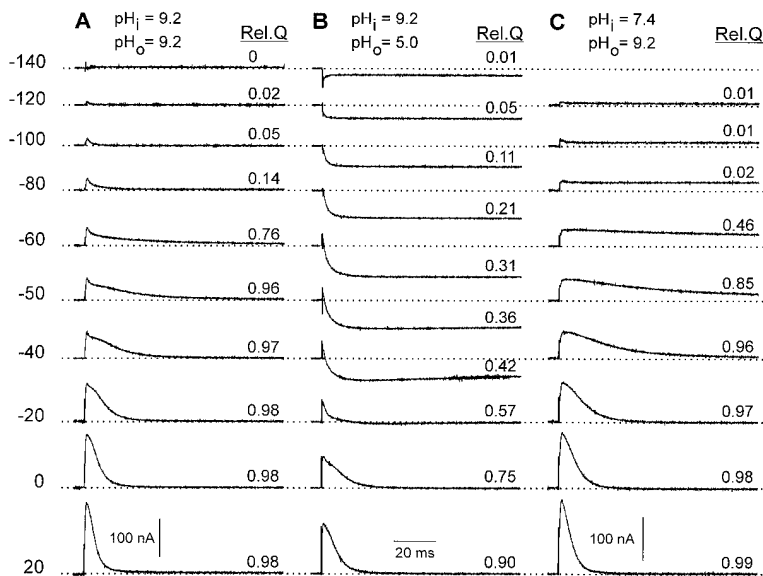 A pHi = 9.2 Rel.Q B pHi = 9.2 Rel.Q C pHi = 7.4 Rel.Q
pHo= 9.2 pHo= 5.0 pHo= 9.2
-140 0 0.01
-120 0.02 0.05 0.01
-100 0.05 0.11 0.01
-80 0.14 0.21 0.02
-60 0.76 0.31 0.46
-50 0.96 0.36 0.85
-40 0.97 0.42 0.96
-20 0.98 0.57 0.97
0 0.98 0.75 0.98
100 nA 20 ms 100 nA
20 0.98 0.90 0.99